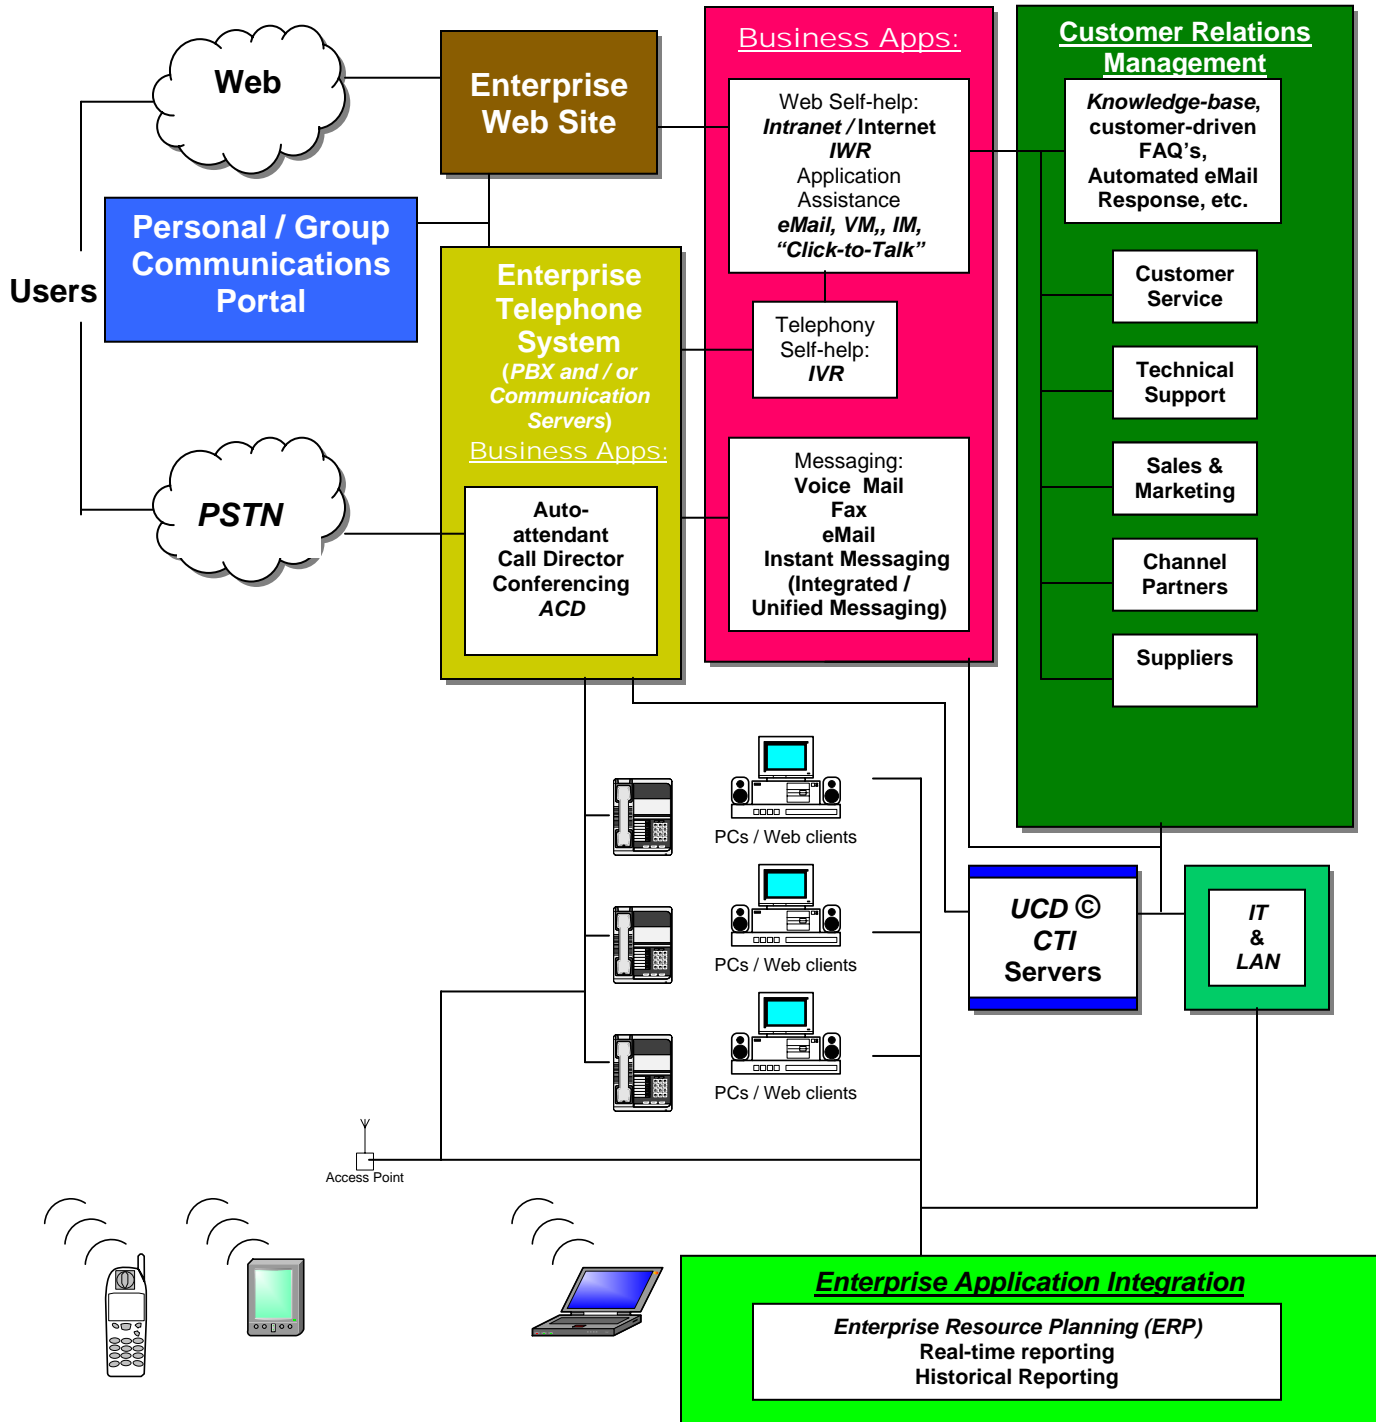 Web
Users
PSTN
Enterprise
Web Site
Personal / Group
Communications
Portal
Enterprise
Telephone
System
(PBX and / or
Communication
Servers)
Business Apps:
Auto-
attendant
Call Director
Conferencing
ACD
Business Apps:
Web Self-help:
Intranet / Internet
IWR
Application
Assistance
eMail, VM,, IM,
“Click-to-Talk”
Telephony
Self-help:
IVR
Messaging:
Voice Mail
Fax
eMail
Instant Messaging
(Integrated /
Unified Messaging)
Customer Relations
Management
Knowledge-base,
customer-driven
FAQ's,
Automated eMail
Response, etc.
Customer
Service
Technical
Support
Sales &
Marketing
Channel
Partners
Suppliers
PCs / Web clients
PCs / Web clients
PCs / Web clients
UCD ©
CTI
Servers
IT
&
LAN
Access Point
Enterprise Application Integration
Enterprise Resource Planning (ERP)
Real-time reporting
Historical Reporting